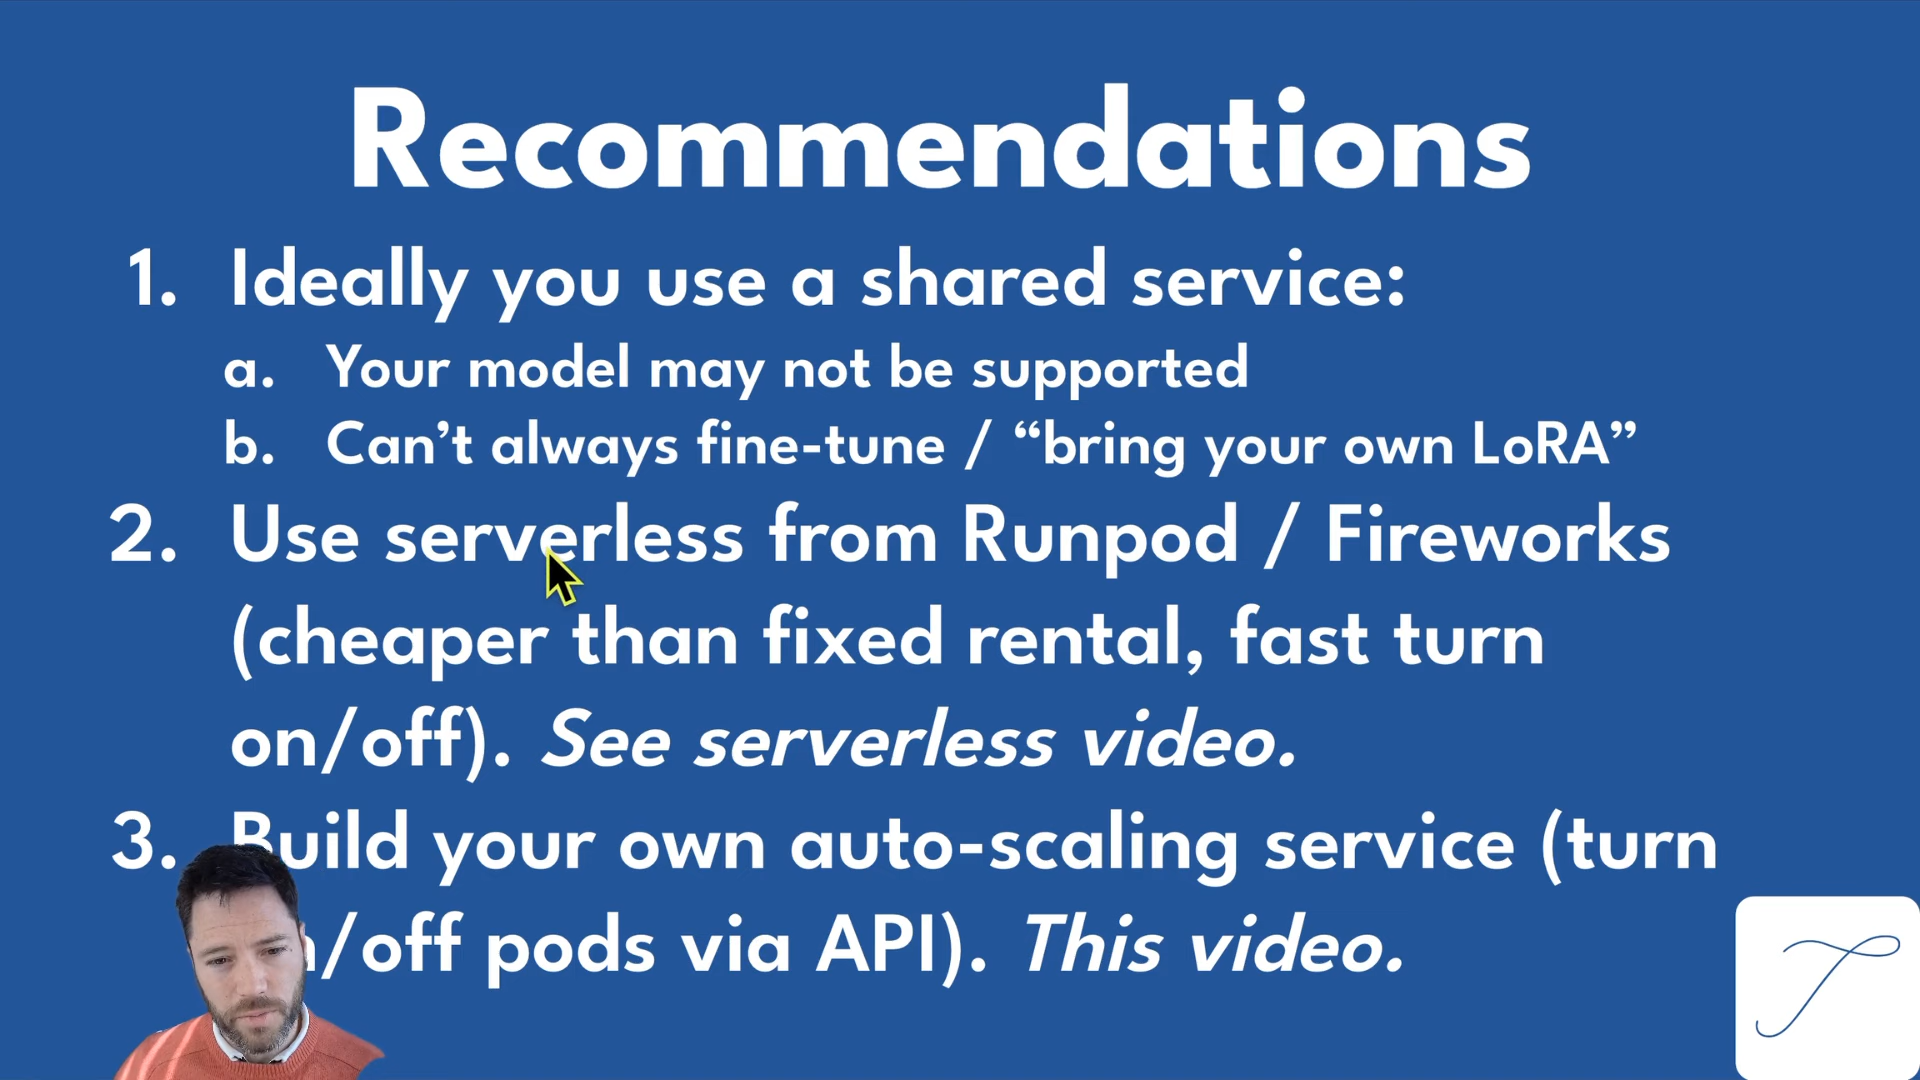 Recommendations
1. Ideally you use a shared service:
a. Your model may not be supported
b. Can’t always fine-tune / “bring your own LoRA”
2. Use serverless from Runpod / Fireworks
(cheaper than fixed rental, fast turn
on/off). See serverless video.
3. Build your own auto-scaling service (turn
on/off pods via API). This video.